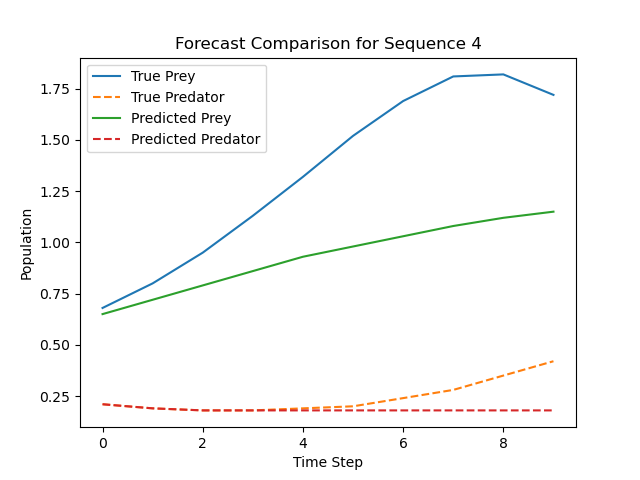 Forecast Comparison for Sequence 4
True Prey
True Predator
Predicted Prey
Predicted Predator
Population
1.75
1.50
1.25
1.00
0.75
0.50
0.25
0 2 4 6 8
Time Step